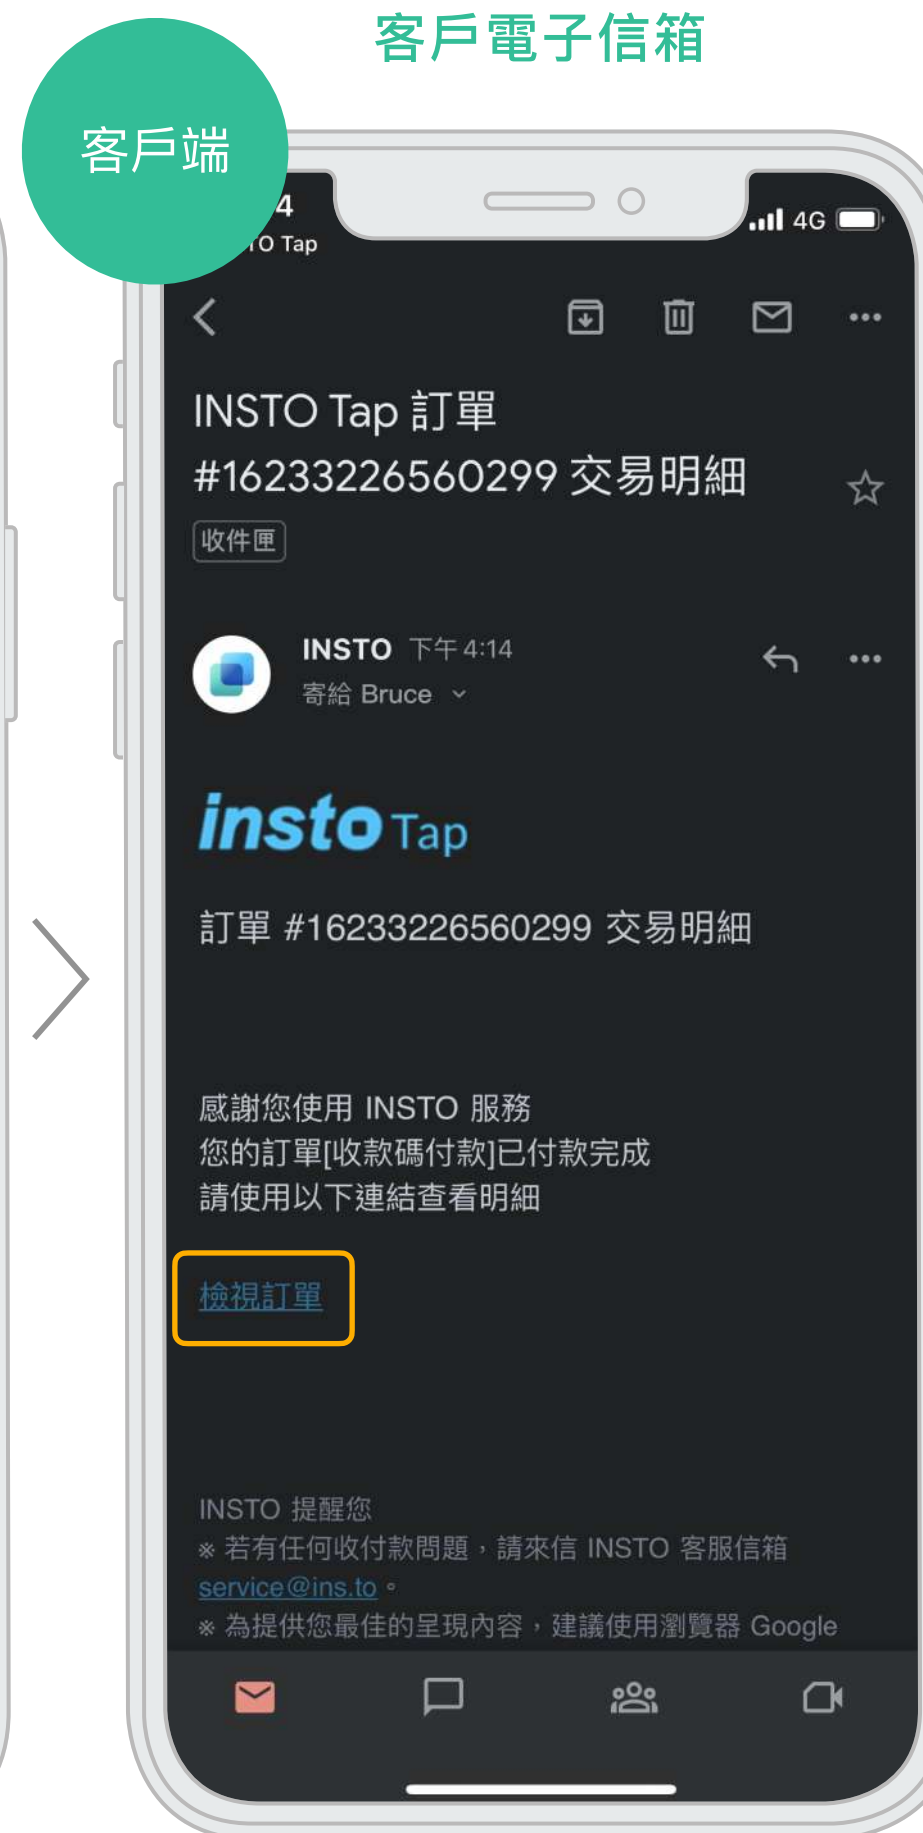 客戶電子信箱
客戶端
4
TO Tap
4G
INSTO Tap 訂單
#16233226560299 交易明細
收件匣
INSTO 下午 4:14
寄給 Bruce
insto Tap
訂單 #16233226560299 交易明細
感謝您使用 INSTO 服務
您的訂單[收款碼付款]已付款完成
請使用以下連結查看明細
檢視訂單
INSTO 提醒您
※ 若有任何收付款問題，請來信 INSTO 客服信箱
service@ins.to。
※ 為提供您最佳的呈現內容，建議使用瀏覽器 Google